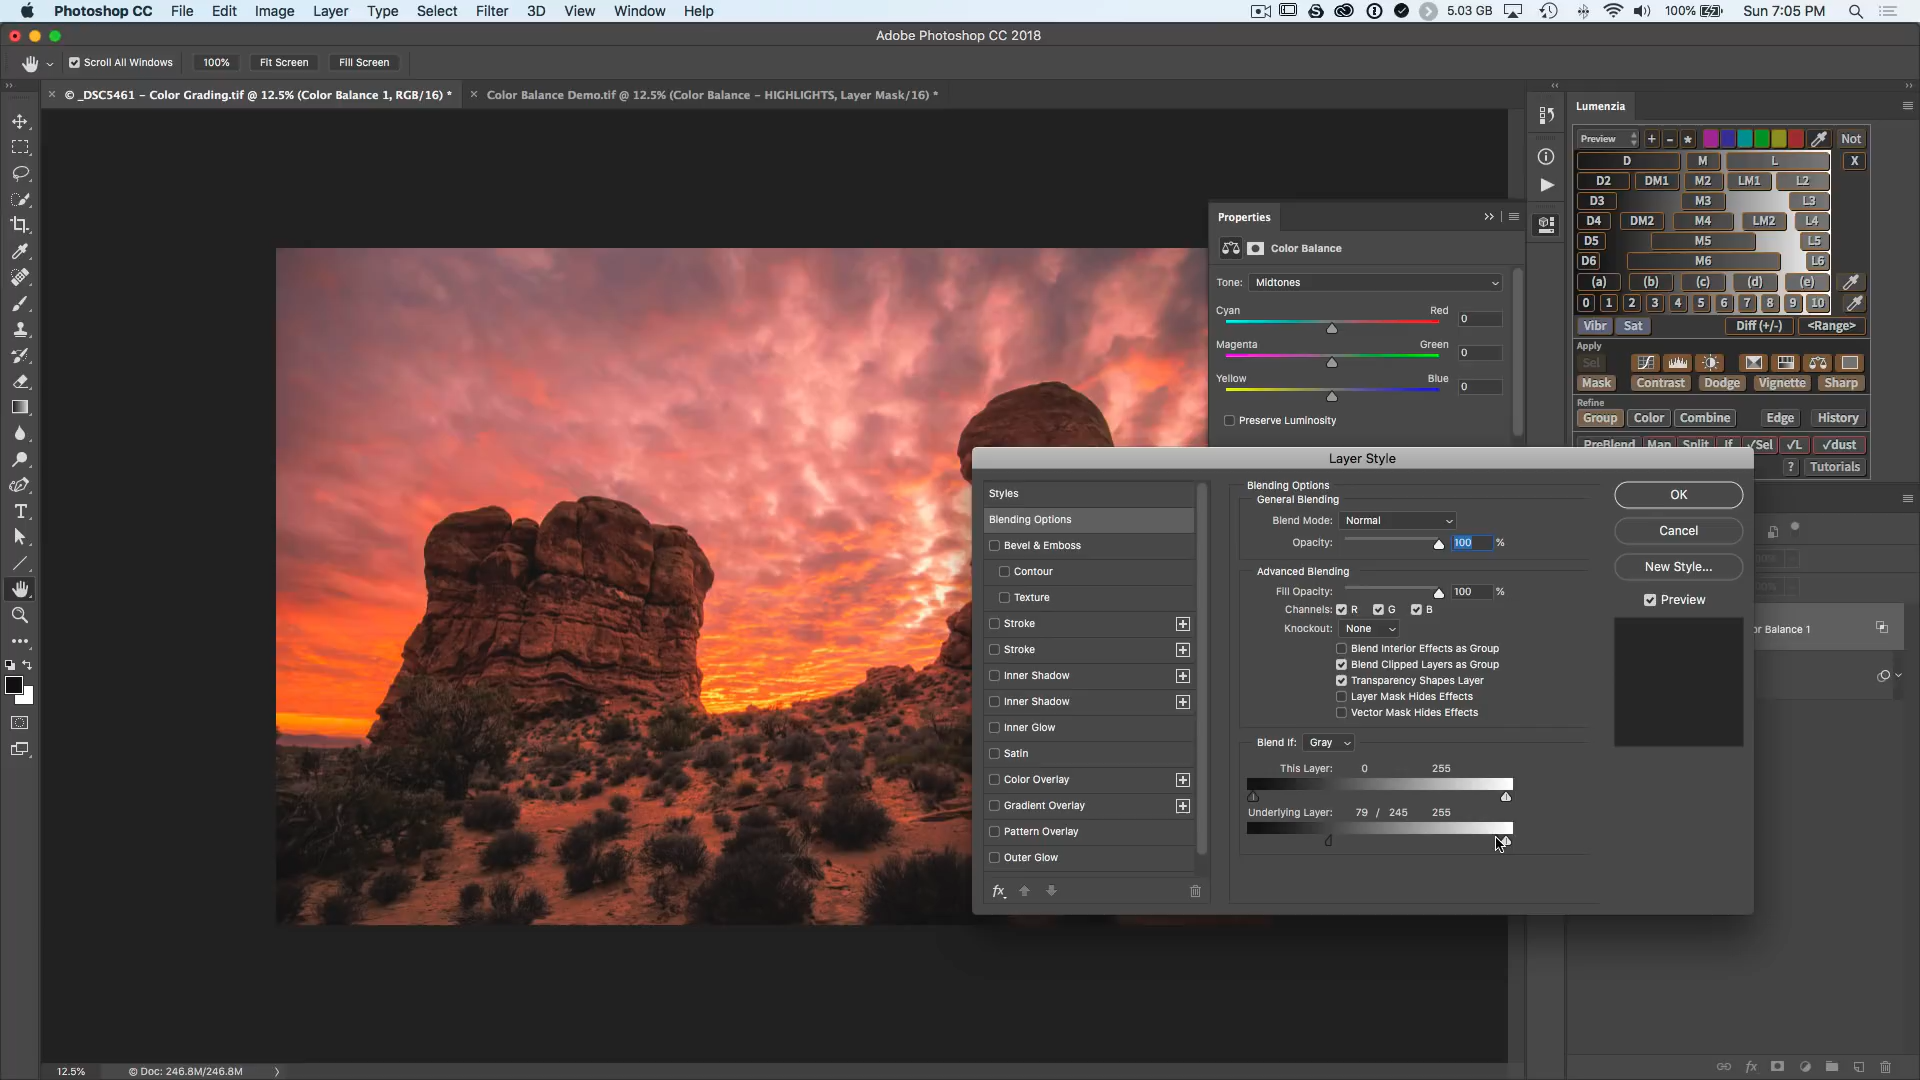 Photoshop CC File Edit Image Layer Type Select Filter 3D View Window Help 5.03 GB 100% Sun 7:05 PM
Adobe Photoshop CC 2018
Scroll All Windows 100% Fit Screen Fill Screen
© _DSC5461 – Color Grading.tif @ 12.5% (Color Balance 1, RGB/16) * Color Balance Demo.tif @ 12.5% (Color Balance – HIGHLIGHTS, Layer Mask/16) *
Lumenzia
Preview + - * Not
D M L X
D2 DM1 M2 LM1 L2
D3 M3 L3
D4 DM2 M4 LM2 L4
D5 M5 L5
D6 M6 L6
(a) (b) (c) (d) (e)
0 1 2 3 4 5 6 7 8 9 10
Vibr Sat Diff (+/-) <Range>
Apply
Sel
Mask Contrast Dodge Vignette Sharp
Refine
Group Color Combine Edge History
PreBlend Map Split If √Sel √L √dust
? Tutorials
Properties
Color Balance
Tone: Midtones
Cyan Red 0
Magenta Green 0
Yellow Blue 0
Preserve Luminosity
Layer Style
Styles
Blending Options
Bevel & Emboss
Contour
Texture
Stroke
Stroke
Inner Shadow
Inner Shadow
Inner Glow
Satin
Color Overlay
Gradient Overlay
Pattern Overlay
Outer Glow
fx
Blending Options
General Blending
Blend Mode: Normal
Opacity: 100 %
Advanced Blending
Fill Opacity: 100 %
Channels: R G B
Knockout: None
Blend Interior Effects as Group
Blend Clipped Layers as Group
Transparency Shapes Layer
Layer Mask Hides Effects
Vector Mask Hides Effects
Blend If: Gray
This Layer: 0 255
Underlying Layer: 79 / 245 255
OK
Cancel
New Style...
Preview
or Balance 1
12.5% © Doc: 246.8M/246.8M
fx